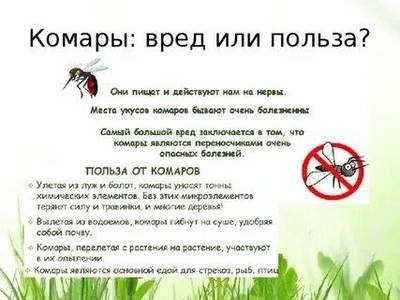 Комары: вред или польза?
Они пищат и действуют нам на нервы.
Места укусов комаров бывают очень болезненны
Самый большой вред заключается в том, что
комары являются переносчиками очень
опасных болезней.
ПОЛЬЗА ОТ КОМАРОВ
Улетая из луж и болот, комары уносят тонны
химических элементов. Без этих микроэлементов
теряют силу и травинки, и многие деревья!
Вылетая из водоемов, комары гибнут на суше, удобряя
собой почву.
Комары, перелетая с растения на растение, участвуют
в их опылении.
Комары являются основной едой для стрекоз, рыб, птиц